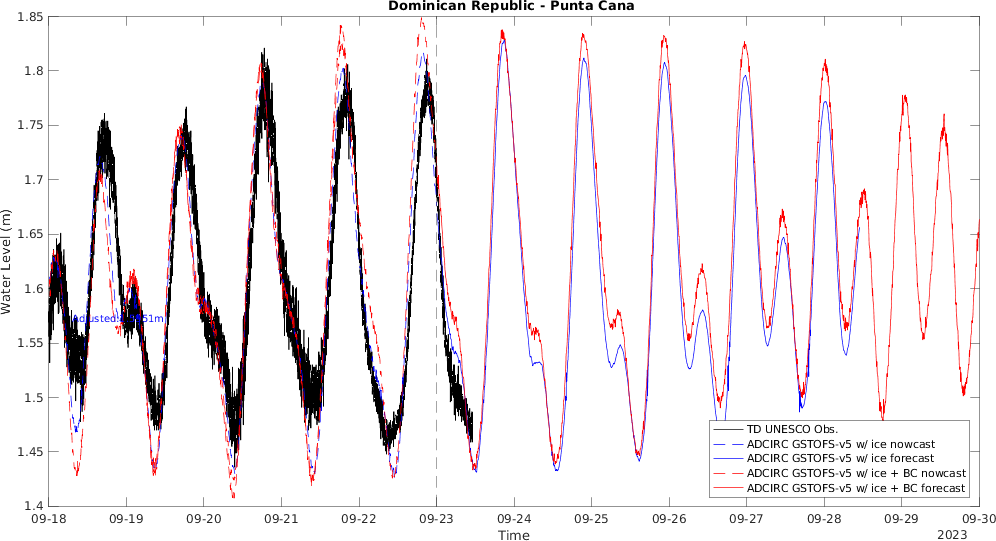 Dominican Republic - Punta Cana
1.85
1.8
1.75
1.7
1.65
1.6
1.55
1.5
1.45
1.4
Water Level (m)
Adjusted 51m
TD UNESCO Obs.
ADCIRC GSTOFS-v5 w/ ice nowcast
ADCIRC GSTOFS-v5 w/ ice forecast
ADCIRC GSTOFS-v5 w/ ice + BC nowcast
ADCIRC GSTOFS-v5 w/ ice + BC forecast
09-18 09-19 09-20 09-21 09-22 09-23 09-24 09-25 09-26 09-27 09-28 09-29 09-30
Time
2023